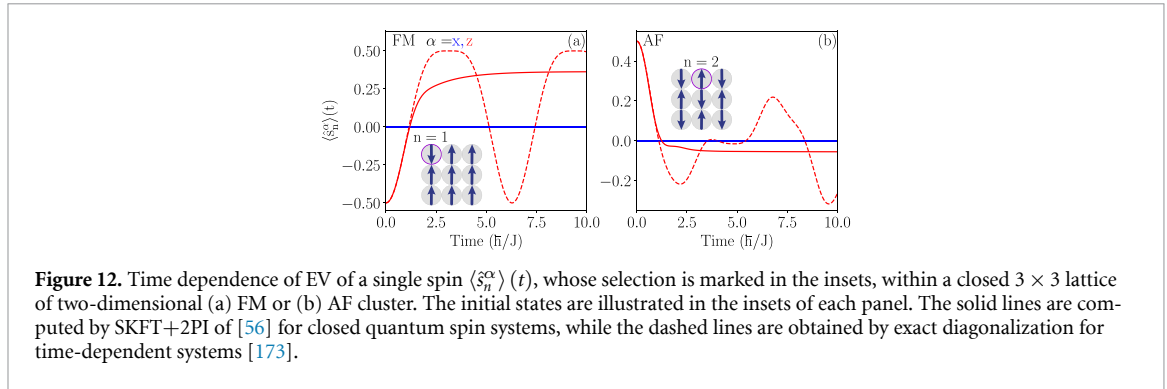 FM α = x, z (a)
0.50
0.25
0.00
−0.25
−0.50
⟨ŝₙ^α⟩(t)
n = 1
0.0 2.5 5.0 7.5 10.0
Time (ħ/J)
AF (b)
0.4
0.2
0.0
−0.2
n = 2
0.0 2.5 5.0 7.5 10.0
Time (ħ/J)
Figure 12. Time dependence of EV of a single spin ⟨ŝₙ^α⟩ (t), whose selection is marked in the insets, within a closed 3 × 3 lattice
of two-dimensional (a) FM or (b) AF cluster. The initial states are illustrated in the insets of each panel. The solid lines are com-
puted by SKFT+2PI of [56] for closed quantum spin systems, while the dashed lines are obtained by exact diagonalization for
time-dependent systems [173].